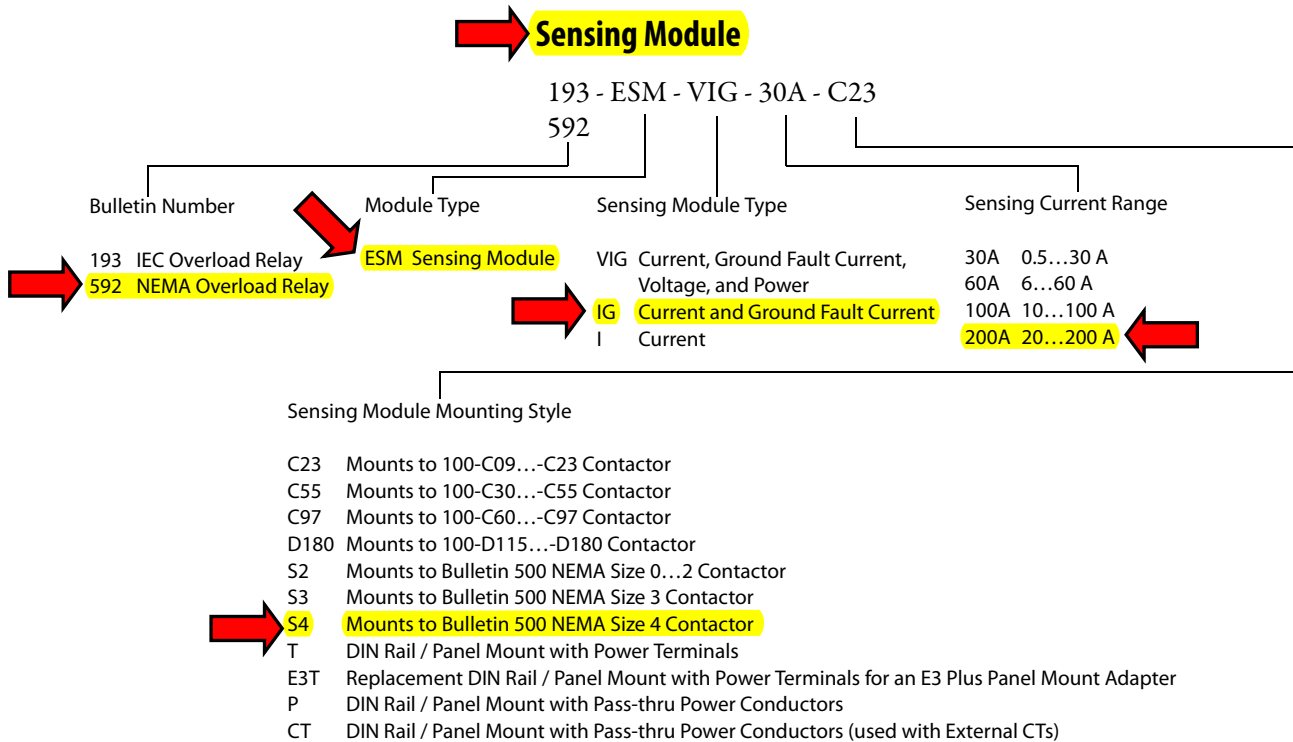 Sensing Module
193 - ESM - VIG - 30A - C23
592
Bulletin Number
193 IEC Overload Relay
592 NEMA Overload Relay
Module Type
ESM Sensing Module
Sensing Module Type
VIG Current, Ground Fault Current,
Voltage, and Power
IG Current and Ground Fault Current
I Current
Sensing Current Range
30A 0.5…30 A
60A 6…60 A
100A 10…100 A
200A 20…200 A
Sensing Module Mounting Style
C23 Mounts to 100-C09…-C23 Contactor
C55 Mounts to 100-C30…-C55 Contactor
C97 Mounts to 100-C60…-C97 Contactor
D180 Mounts to 100-D115…-D180 Contactor
S2 Mounts to Bulletin 500 NEMA Size 0…2 Contactor
S3 Mounts to Bulletin 500 NEMA Size 3 Contactor
S4 Mounts to Bulletin 500 NEMA Size 4 Contactor
T DIN Rail / Panel Mount with Power Terminals
E3T Replacement DIN Rail / Panel Mount with Power Terminals for an E3 Plus Panel Mount Adapter
P DIN Rail / Panel Mount with Pass-thru Power Conductors
CT DIN Rail / Panel Mount with Pass-thru Power Conductors (used with External CTs)